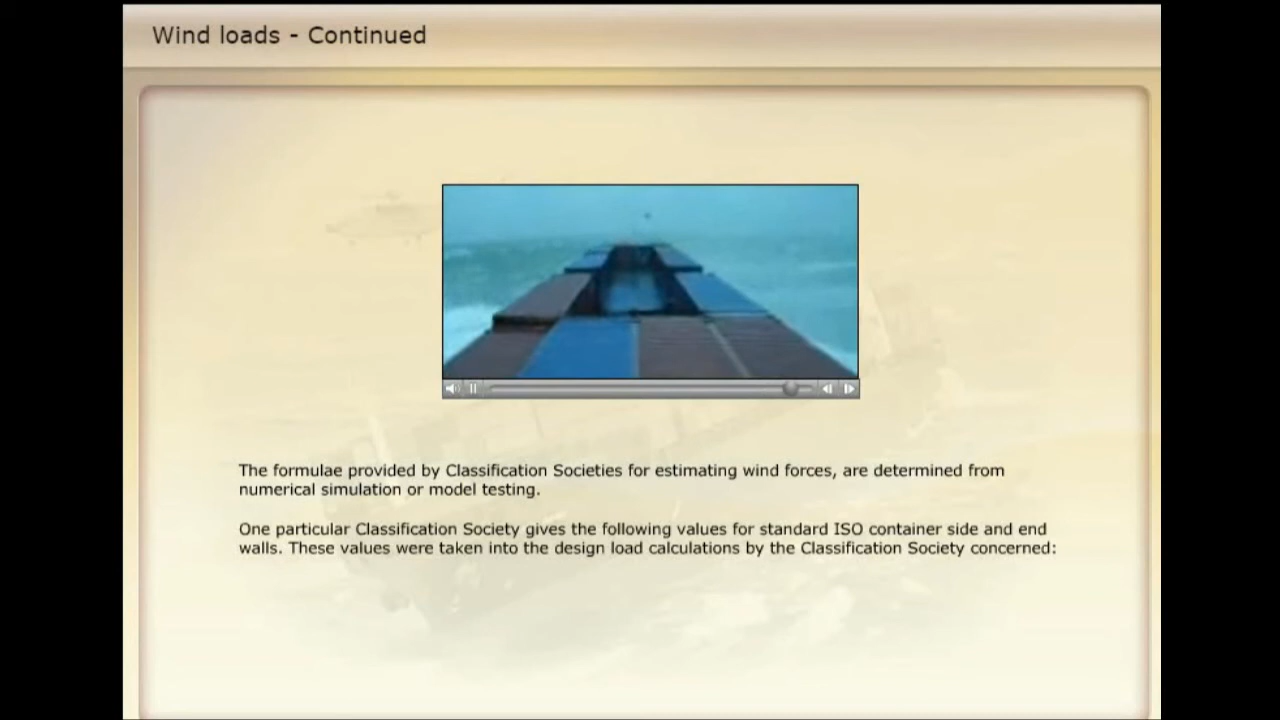 Wind loads - Continued
The formulae provided by Classification Societies for estimating wind forces, are determined from
numerical simulation or model testing.
One particular Classification Society gives the following values for standard ISO container side and end
walls. These values were taken into the design load calculations by the Classification Society concerned: